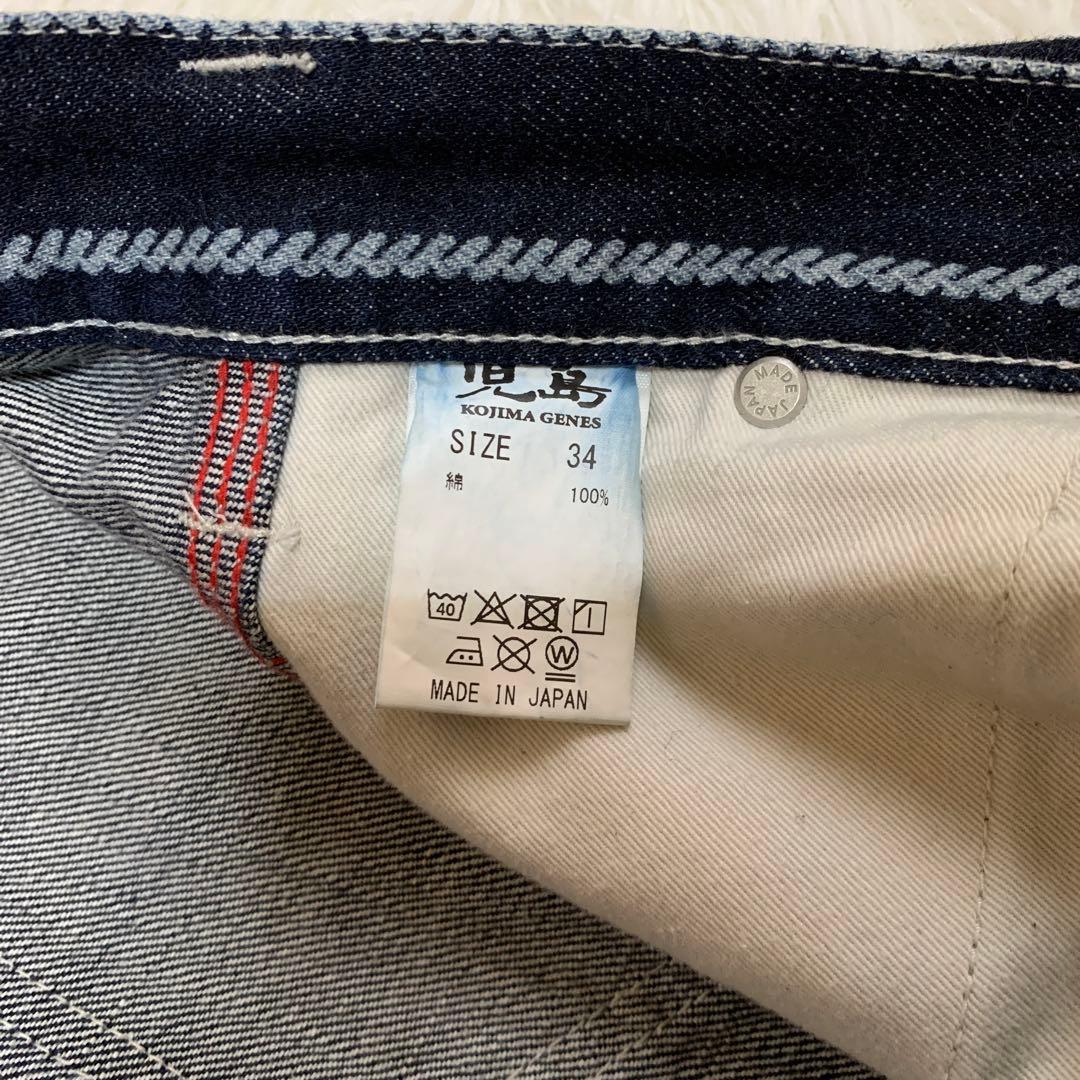 児島
KOJIMA GENES
SIZE 34
綿 100%
40
W
MADE IN JAPAN
MADE JAPAN